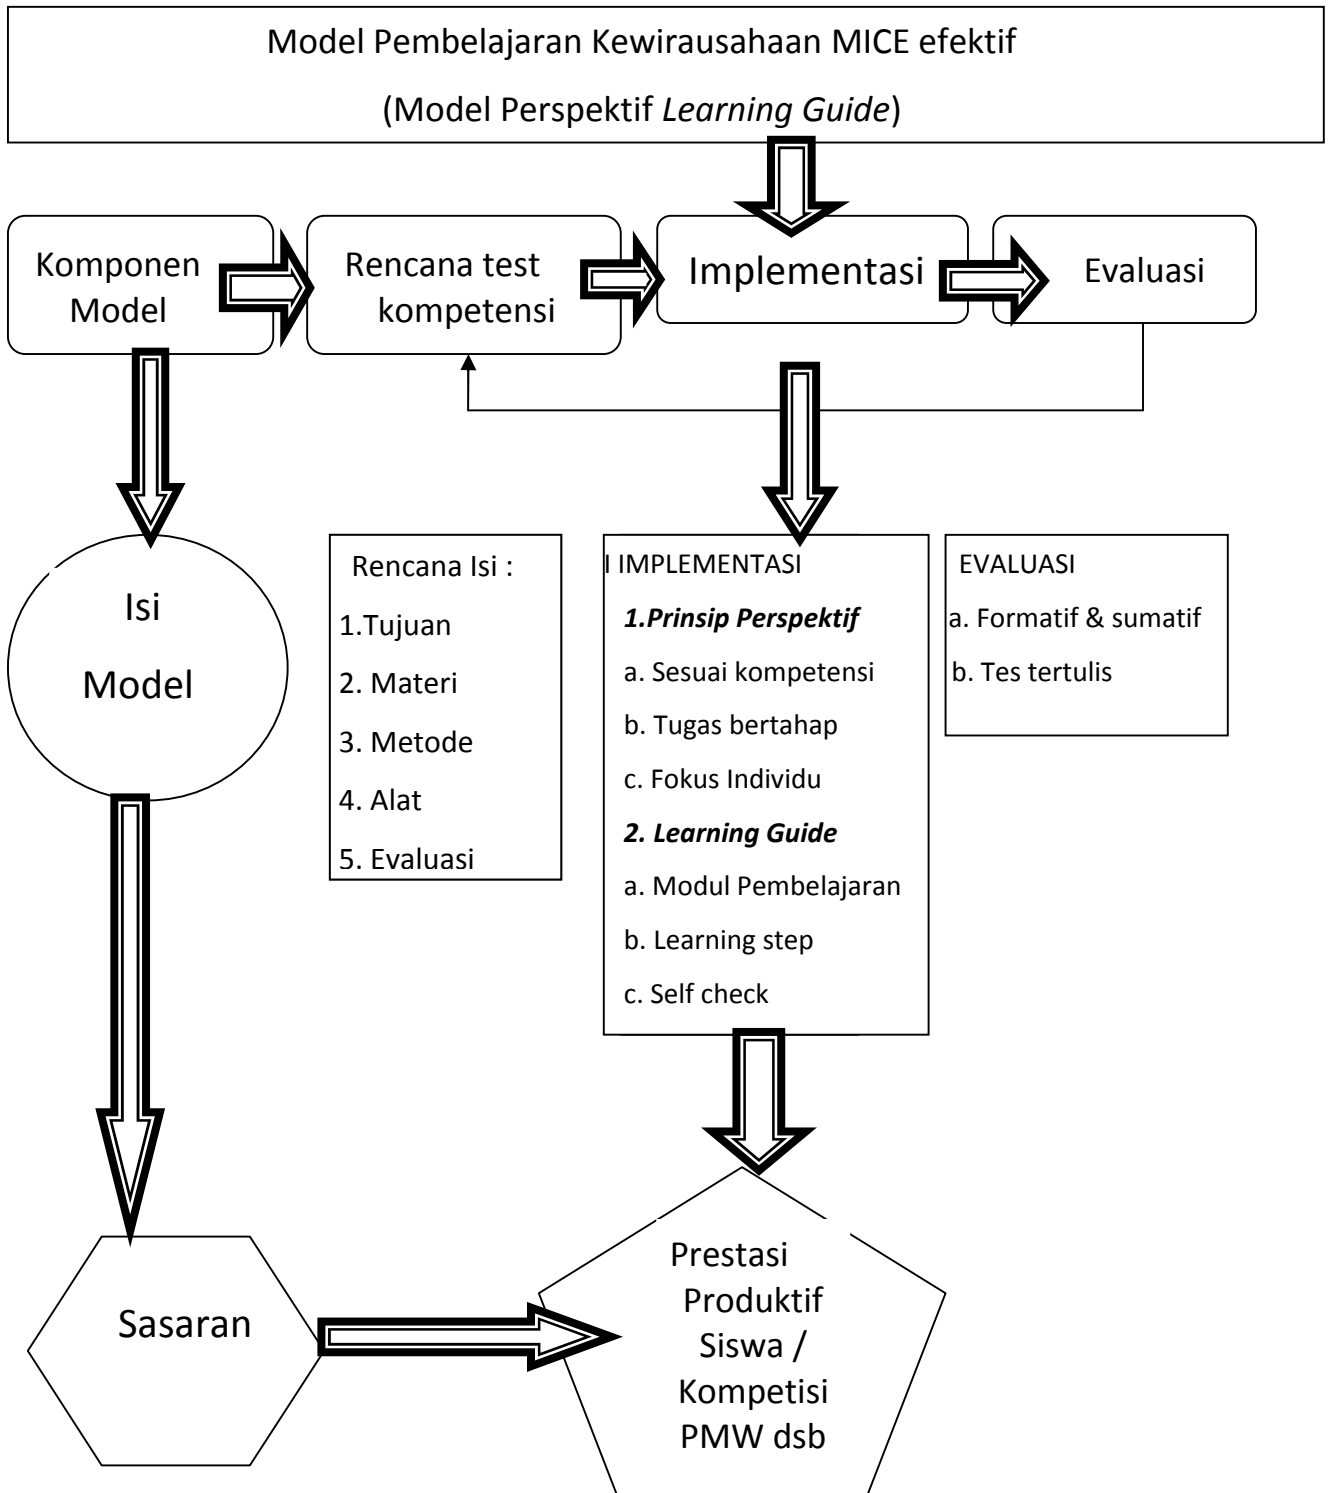 Model Pembelajaran Kewirausahaan MICE efektif
(Model Perspektif Learning Guide)
Komponen
Model
Rencana test
kompetensi
Implementasi
Evaluasi
Isi
Model
Rencana Isi :
1.Tujuan
2. Materi
3. Metode
4. Alat
5. Evaluasi
I IMPLEMENTASI
1.Prinsip Perspektif
a. Sesuai kompetensi
b. Tugas bertahap
c. Fokus Individu
2. Learning Guide
a. Modul Pembelajaran
b. Learning step
c. Self check
EVALUASI
a. Formatif & sumatif
b. Tes tertulis
Sasaran
Prestasi
Produktif
Siswa /
Kompetisi
PMW dsb